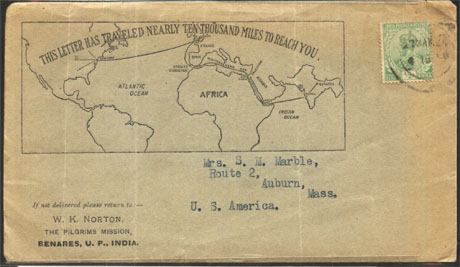 THIS LETTER HAS TRAVELED NEARLY TEN THOUSAND MILES TO REACH YOU.
ATLANTIC
OCEAN
AFRICA
INDIAN
OCEAN
Mrs. S. M. Marble,
Route 2,
Auburn,
Mass.
U. S. America.
If not delivered please return to:—
W. K. NORTON,
THE PILGRIMS MISSION,
BENARES, U. P., INDIA.